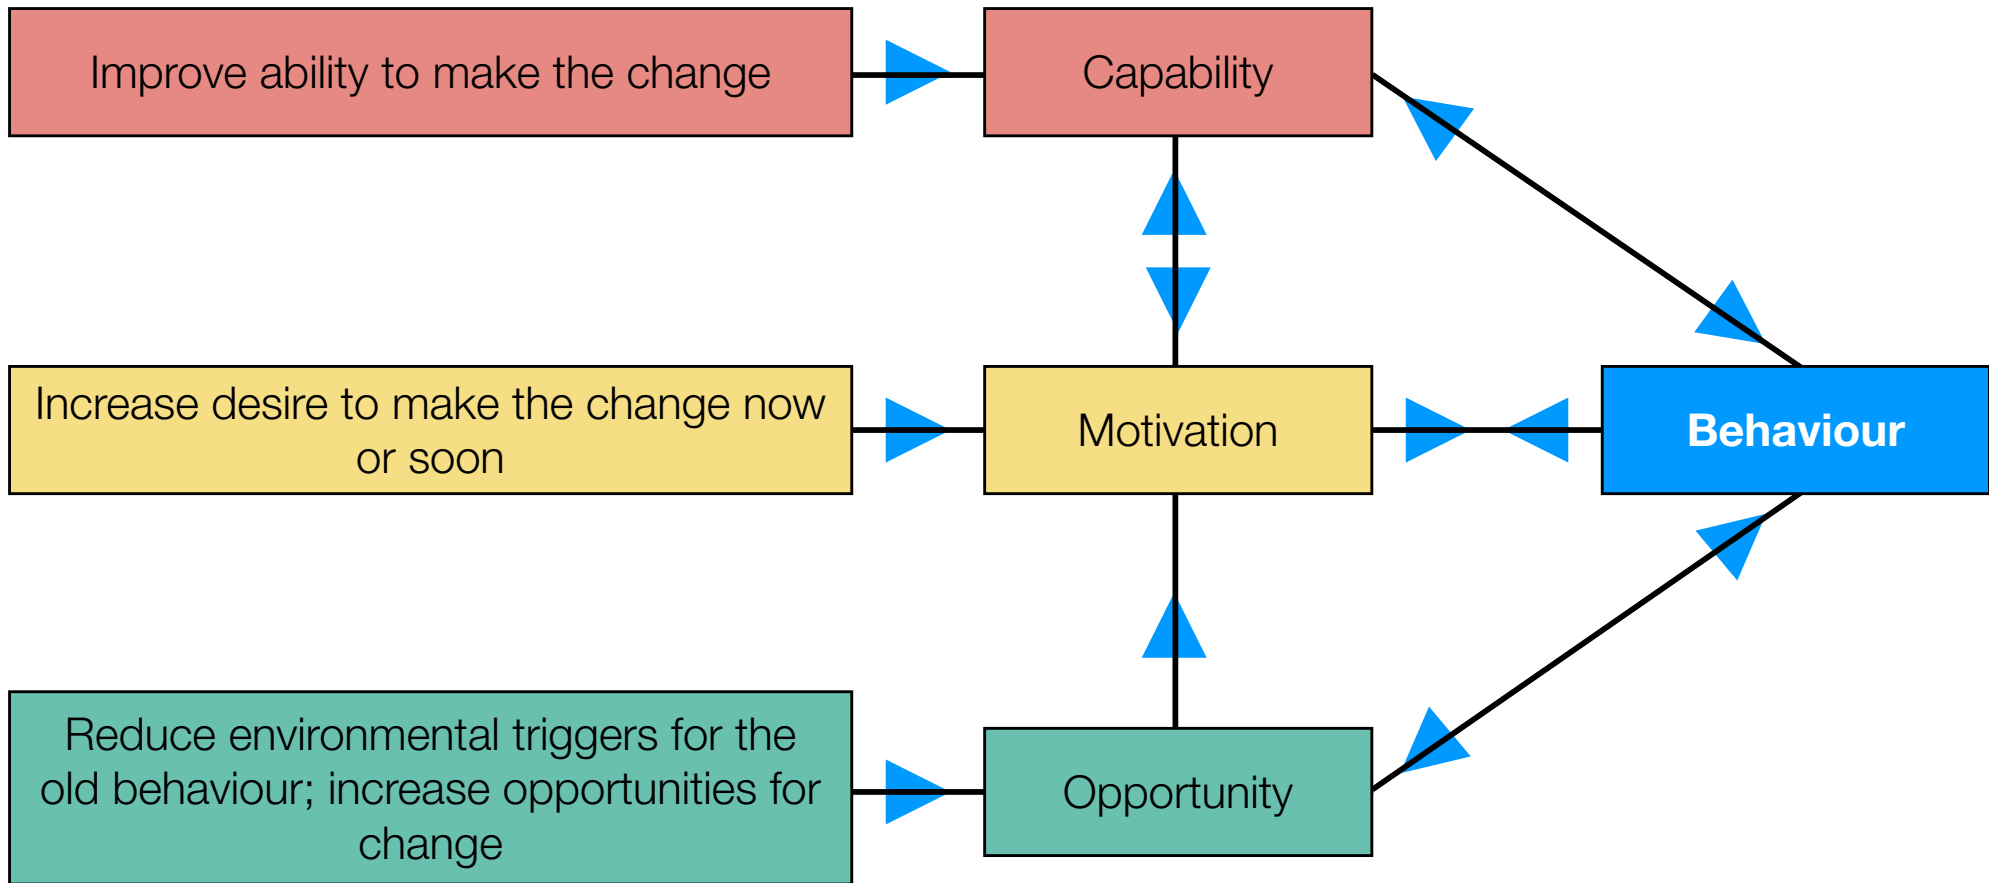 Improve ability to make the change
Capability
Increase desire to make the change now
or soon
Motivation
Behaviour
Reduce environmental triggers for the
old behaviour; increase opportunities for
change
Opportunity